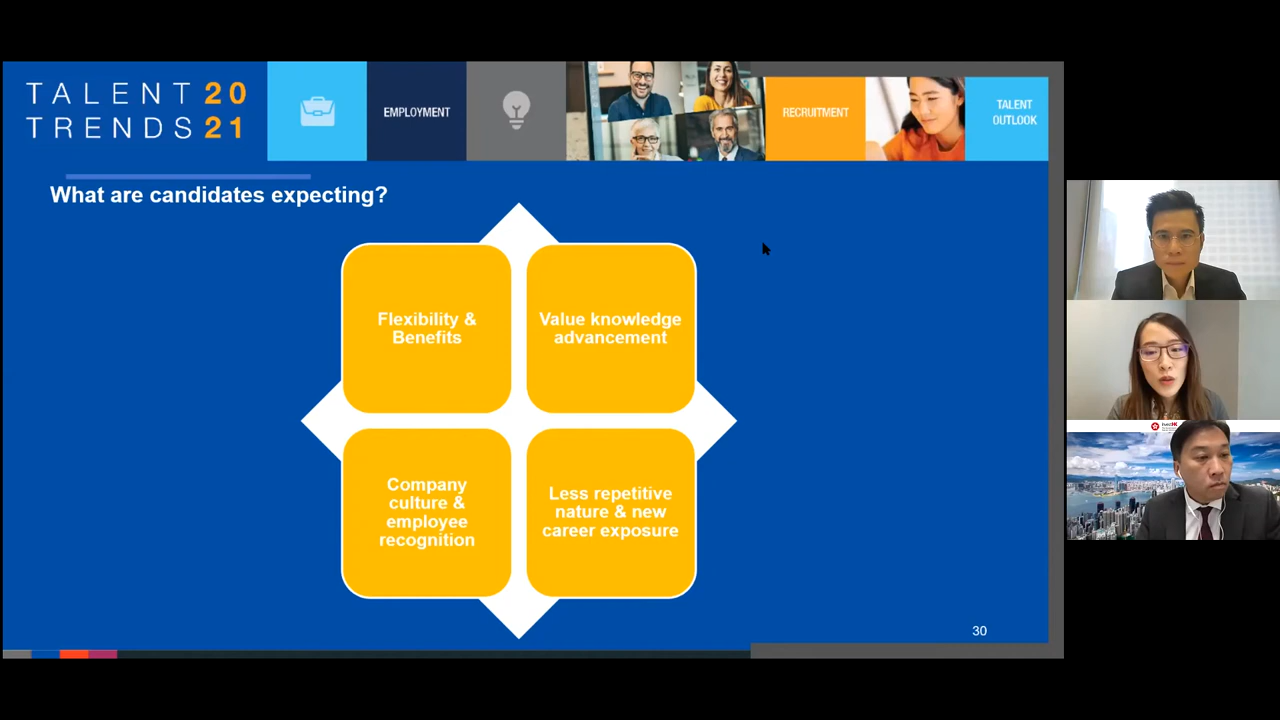 TALENT 20
TRENDS 21
EMPLOYMENT
RECRUITMENT
TALENT
OUTLOOK
What are candidates expecting?
Flexibility &
Benefits
Value knowledge
advancement
Company
culture &
employee
recognition
Less repetitive
nature & new
career exposure
30